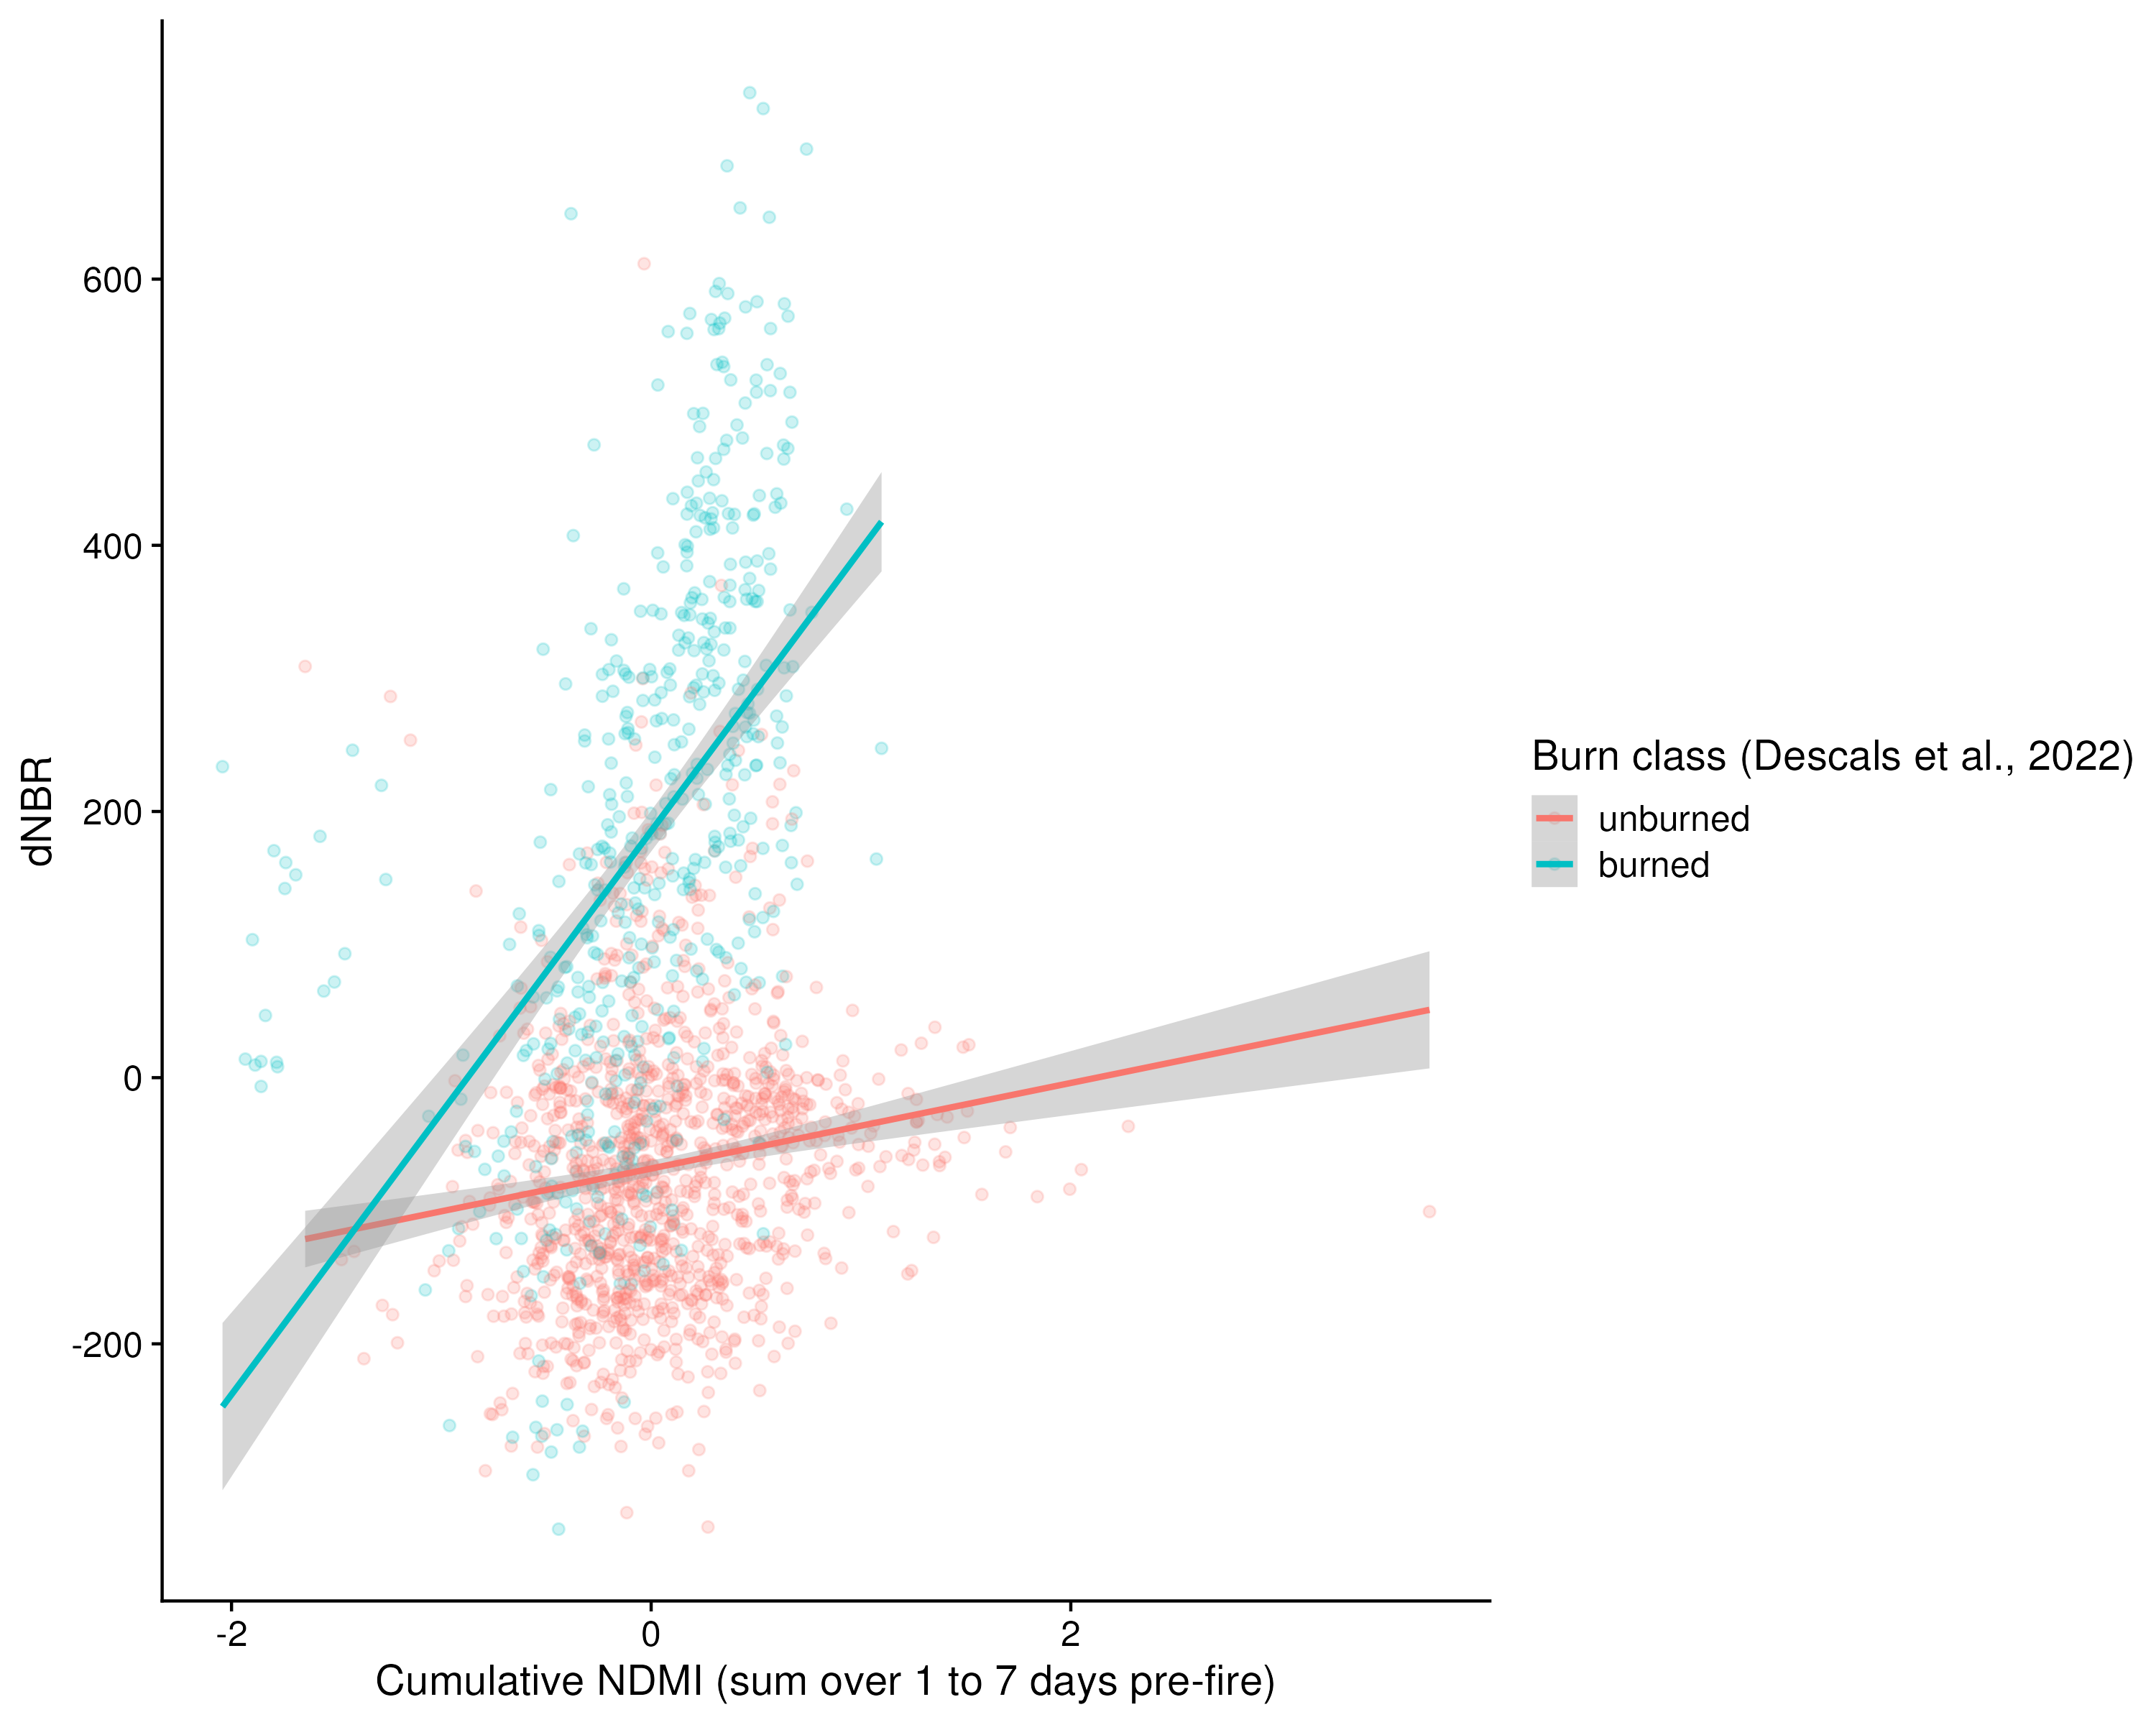 dNBR
600
400
200
0
-200
-2
0
2
Cumulative NDMI (sum over 1 to 7 days pre-fire)
Burn class (Descals et al., 2022)
unburned
burned